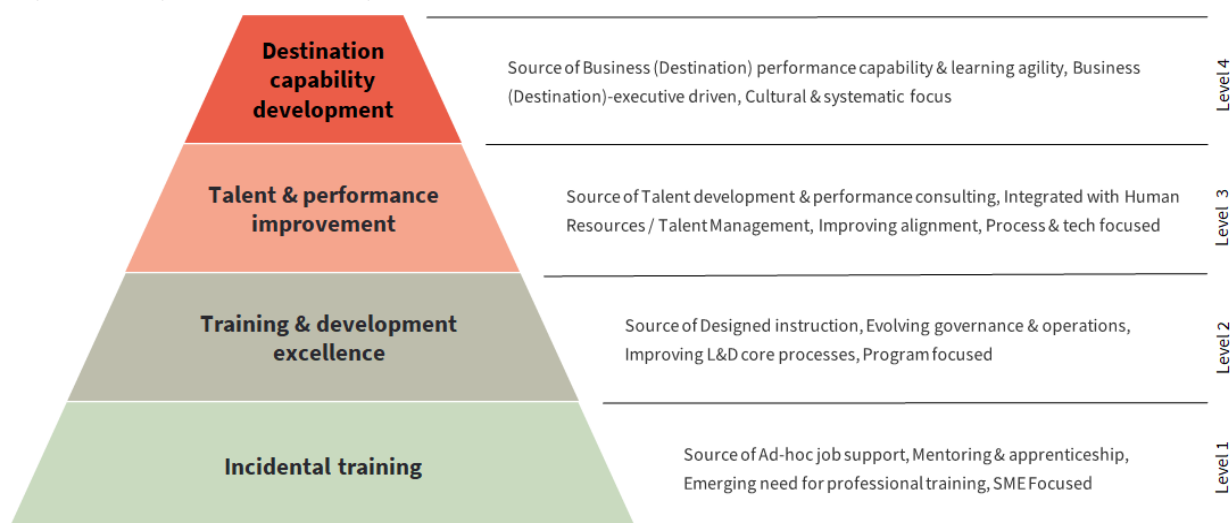 Destination
capability
development
Source of Business (Destination) performance capability & learning agility, Business
(Destination)-executive driven, Cultural & systematic focus
Level 4
Talent & performance
improvement
Source of Talent development & performance consulting, Integrated with Human
Resources / Talent Management, Improving alignment, Process & tech focused
Level 3
Training & development
excellence
Source of Designed instruction, Evolving governance & operations,
Improving L&D core processes, Program focused
Level 2
Incidental training
Source of Ad-hoc job support, Mentoring & apprenticeship,
Emerging need for professional training, SME Focused
Level 1